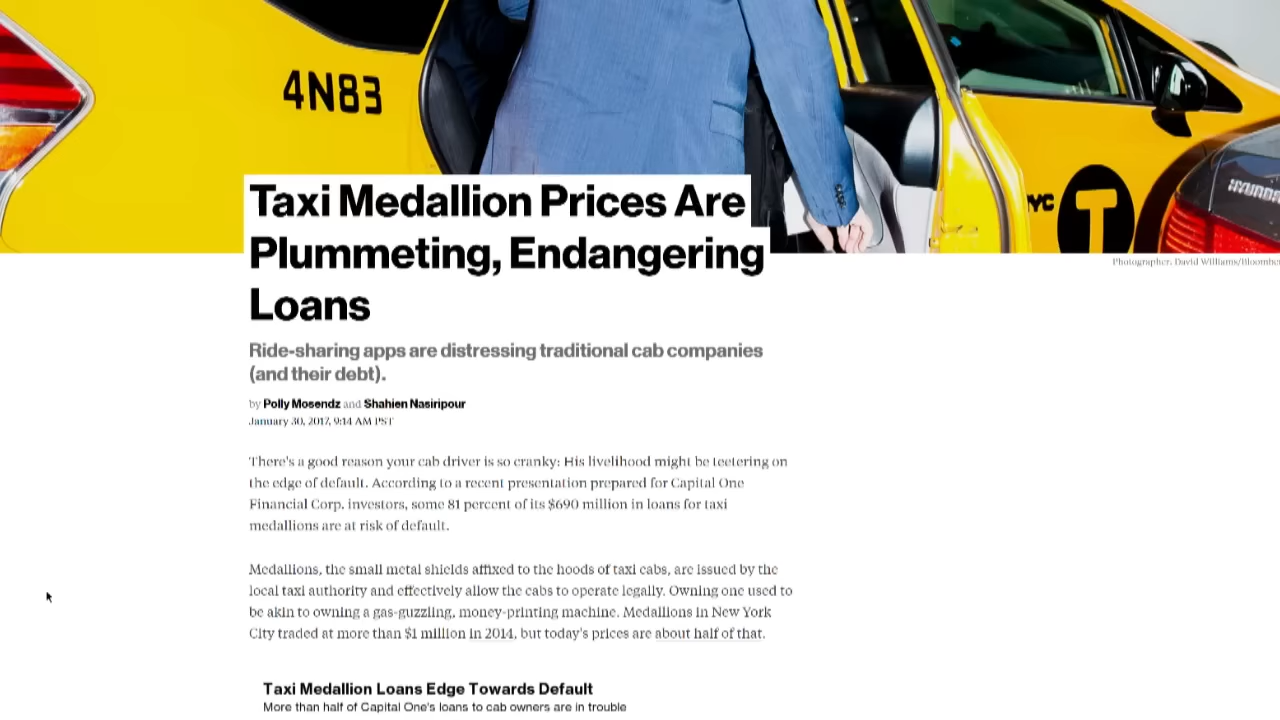 4N83
NYC T
HYUNDAI
Taxi Medallion Prices Are
Plummeting, Endangering
Loans
Photographer: David Williams/Bloomber
Ride-sharing apps are distressing traditional cab companies
(and their debt).
by Polly Mosendz and Shahien Nasiripour
January 30, 2017, 9:14 AM PST
There's a good reason your cab driver is so cranky: His livelihood might be teetering on
the edge of default. According to a recent presentation prepared for Capital One
Financial Corp. investors, some 81 percent of its $690 million in loans for taxi
medallions are at risk of default.
Medallions, the small metal shields affixed to the hoods of taxi cabs, are issued by the
local taxi authority and effectively allow the cabs to operate legally. Owning one used to
be akin to owning a gas-guzzling, money-printing machine. Medallions in New York
City traded at more than $1 million in 2014, but today's prices are about half of that.
Taxi Medallion Loans Edge Towards Default
More than half of Capital One's loans to cab owners are in trouble